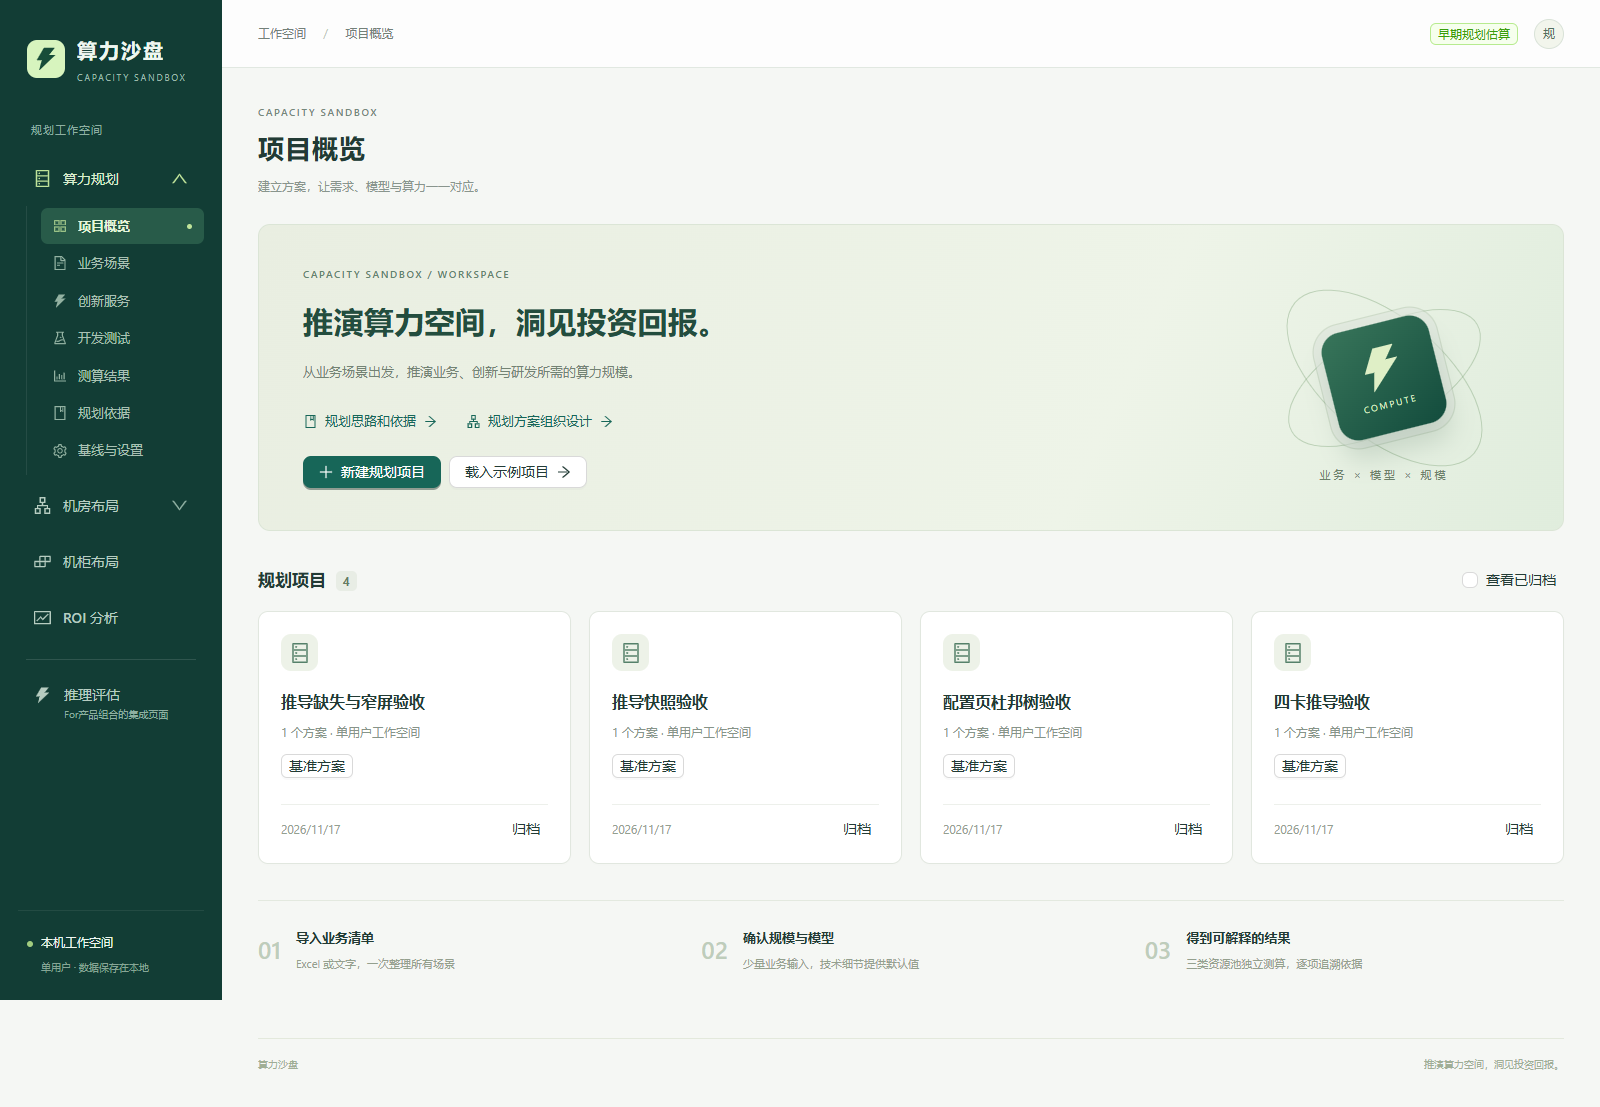 算力沙盘
CAPACITY SANDBOX
规划工作空间
算力规划
项目概览
业务场景
创新服务
开发测试
测算结果
规划依据
基线与设置
机房布局
机柜布局
ROI 分析
推理评估
For产品组合的集成页面
本机工作空间
单用户 · 数据保存在本地
工作空间 / 项目概览
早期规划估算
规
CAPACITY SANDBOX
项目概览
建立方案，让需求、模型与算力一一对应。
CAPACITY SANDBOX / WORKSPACE
推演算力空间，洞见投资回报。
从业务场景出发，推演业务、创新与研发所需的算力规模。
规划思路和依据 → 规划方案组织设计 →
+ 新建规划项目 载入示例项目 →
COMPUTE
业务 × 模型 × 规模
规划项目 4
查看已归档
推导缺失与窄屏验收
1 个方案 · 单用户工作空间
基准方案
2026/11/17 归档
推导快照验收
1 个方案 · 单用户工作空间
基准方案
2026/11/17 归档
配置页杜邦树验收
1 个方案 · 单用户工作空间
基准方案
2026/11/17 归档
四卡推导验收
1 个方案 · 单用户工作空间
基准方案
2026/11/17 归档
01 导入业务清单
Excel 或文字，一次整理所有场景
02 确认规模与模型
少量业务输入，技术细节提供默认值
03 得到可解释的结果
三类资源池独立测算，逐项追溯依据
算力沙盘
推演算力空间，洞见投资回报。